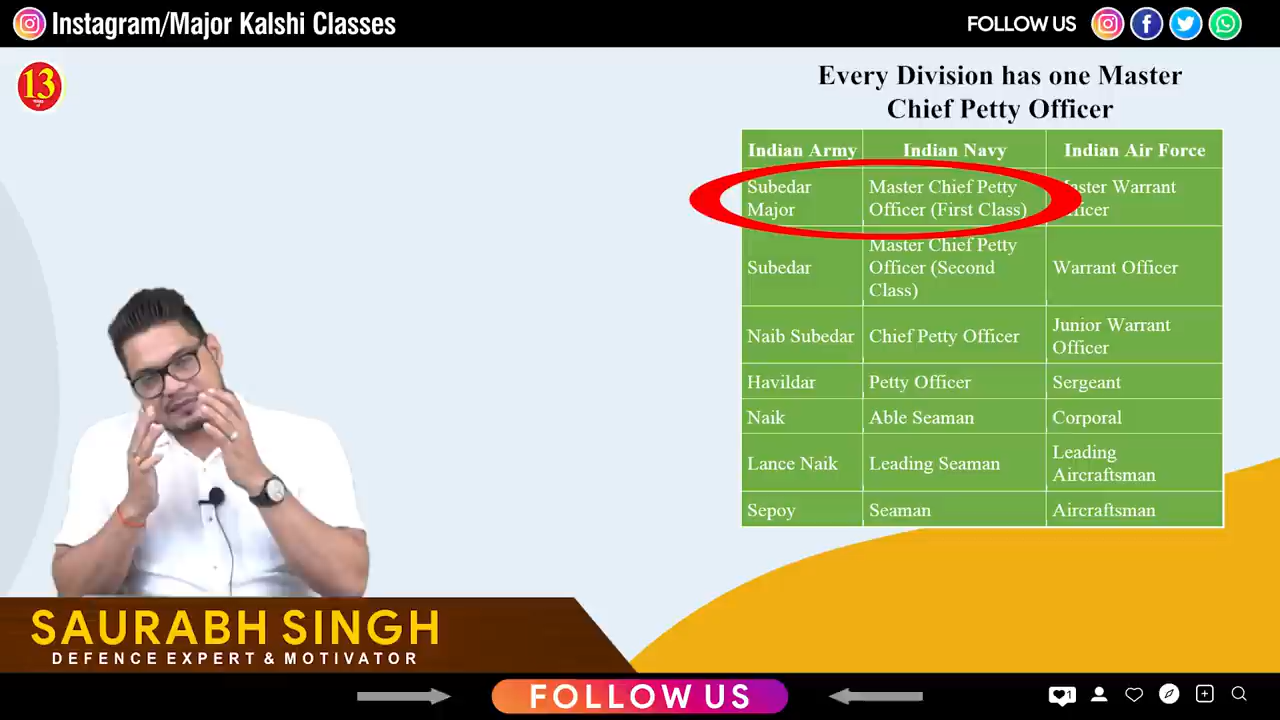 Instagram/Major Kalshi Classes
FOLLOW US
13
Every Division has one Master
Chief Petty Officer
Indian Army Indian Navy Indian Air Force
Subedar
Major
Master Chief Petty
Officer (First Class)
Warrant
Subedar
Master Chief Petty
Officer (Second
Class)
Warrant Officer
Naib Subedar
Chief Petty Officer
Junior Warrant
Officer
Havildar Petty Officer Sergeant
Naik Able Seaman Corporal
Lance Naik
Leading Seaman
Leading
Aircraftsman
Sepoy Seaman Aircraftsman
SAURABH SINGH
DEFENCE EXPERT & MOTIVATOR
FOLLOW US
1